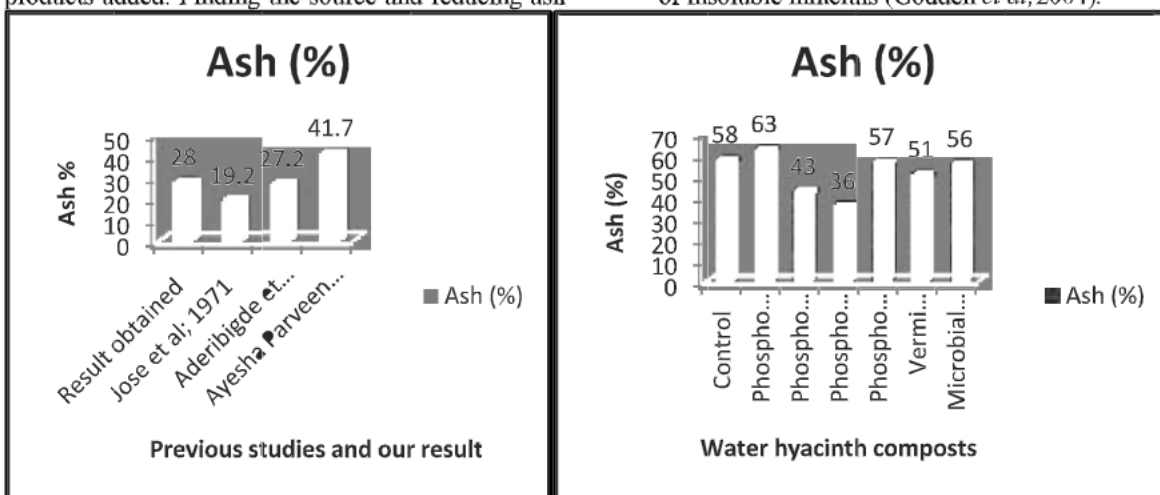 products added. Finding the source and reducing ash
of insoluble minerals (Godden et al, 2004).
Ash (%)
50
40
30
20
10
0
Ash %
28
19.2
27.2
41.7
Result obtained
Jose et al; 1971
Aderibigde et...
Ayesha Parveen...
Ash (%)
Previous studies and our result
Ash (%)
70
60
50
40
30
20
10
0
Ash (%)
58
63
43
36
57
51
56
Control
Phospho...
Phospho...
Phospho...
Phospho...
Vermi...
Microbial...
Ash (%)
Water hyacinth composts